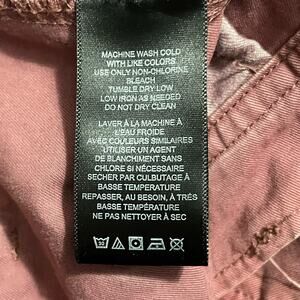 MACHINE WASH COLD
WITH LIKE COLORS
USE ONLY NON-CHLORINE
BLEACH
TUMBLE DRY LOW
LOW IRON AS NEEDED
DO NOT DRY CLEAN
LAVER À LA MACHINE À
L'EAU FROIDE
AVEC COULEURS SIMILAIRES
UTILISER UN AGENT
DE BLANCHIMENT SANS
CHLORE SI NÉCESSAIRE
SECHER PAR CULBUTAGE À
BASSE TEMPERATURE
REPASSER, AU BESOIN, À TRÈS
BASSE TEMPÉRATURE
NE PAS NETTOYER À SEC